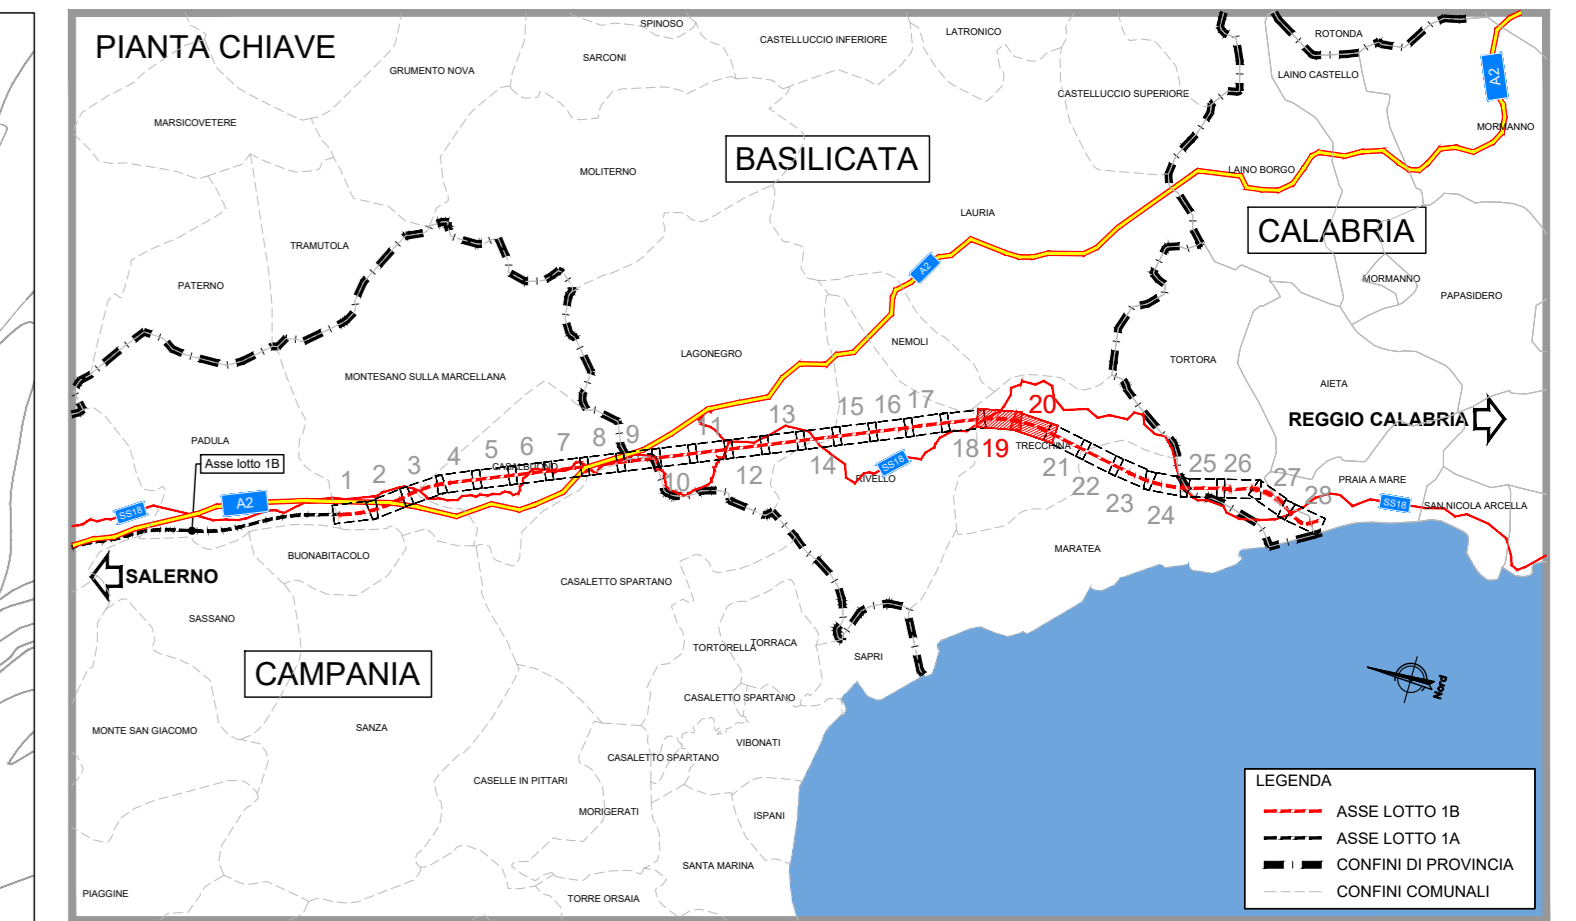 PIANTA CHIAVE
SPINOSO
SARCONI
GRUMENTO NOVA
CASTELLUCCIO INFERIORE
LATRONICO
ROTONDA
LAINO CASTELLO
A2
CASTELLUCCIO SUPERIORE
MARSICOVETERE
MORMANNO
BASILICATA
MOLITERNO
LAINO BORGO
LAURIA
CALABRIA
TRAMUTOLA
A2
PATERNO
MORMANNO
PAPASIDERO
NEMOLI
LAGONEGRO
TORTORA
MONTESANO SULLA MARCELLANA
AIETA
REGGIO CALABRIA
PADULA
Asse lotto 1B
CASALBUONO
1
2
3
4
5
6
7
8
9
10
11
12
13
14
15
16
17
18
19
20
21
22
23
24
25
26
27
28
TRECCHINA
RIVELLO
SS18
PRAIA A MARE
SS18
SAN NICOLA ARCELLA
SS18
A2
BUONABITACOLO
MARATEA
SALERNO
CASALETTO SPARTANO
SASSANO
TORTORELLA
TORRACA
SAPRI
CAMPANIA
CASALETTO SPARTANO
Nord
MONTE SAN GIACOMO
SANZA
VIBONATI
CASALETTO SPARTANO
CASELLE IN PITTARI
MORIGERATI
ISPANI
SANTA MARINA
PIAGGINE
TORRE ORSAIA
LEGENDA
ASSE LOTTO 1B
ASSE LOTTO 1A
CONFINI DI PROVINCIA
CONFINI COMUNALI